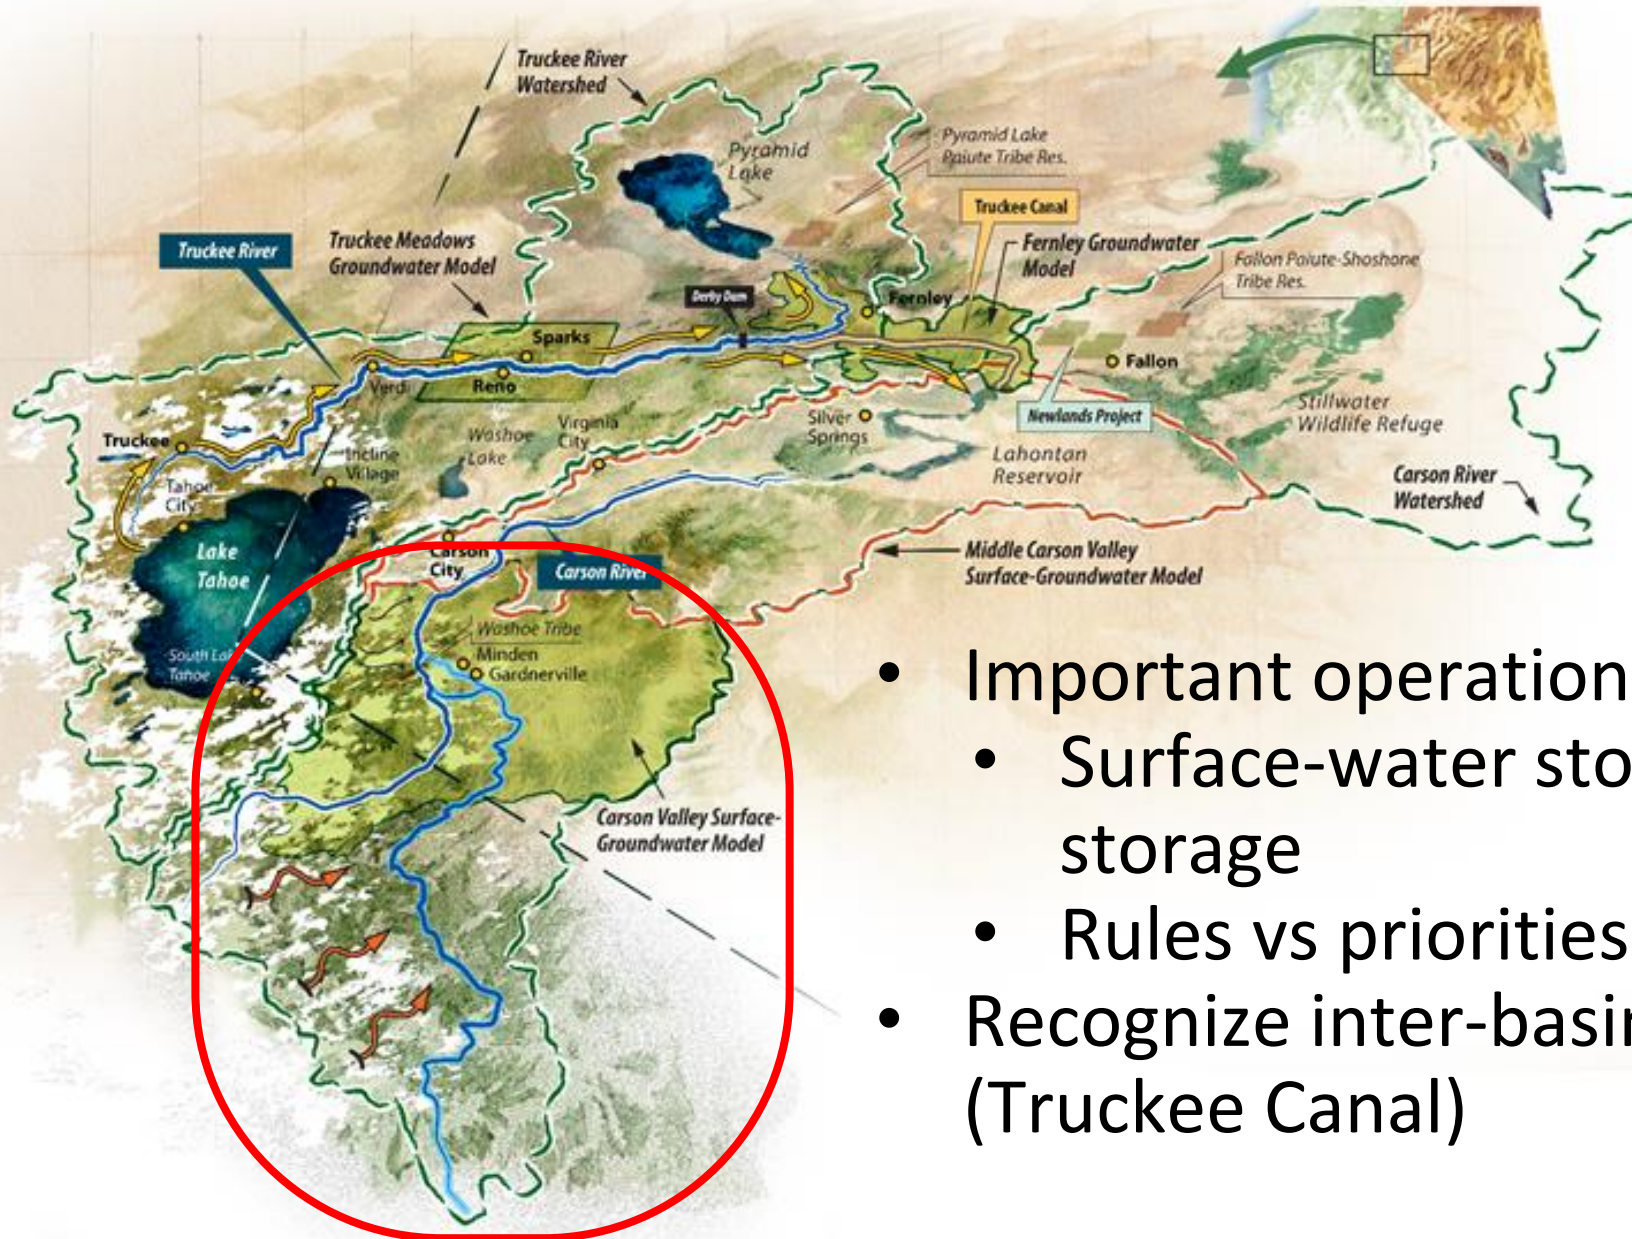 Truckee River
Watershed
Pyramid
Lake
Pyramid Lake
Paiute Tribe Res.
Truckee Canal
Truckee River
Truckee Meadows
Groundwater Model
Fernley Groundwater
Model
Fallon Paiute-Shoshone
Tribe Res.
Derby Dam
Fernley
Sparks
Verdi
Reno
Fallon
Newlands Project
Stillwater
Wildlife Refuge
Silver
Springs
Virginia
City
Washoe
Lake
Truckee
Incline
Village
Lahontan
Reservoir
Carson River
Watershed
Tahoe
City
Lake
Tahoe
Carson
City
Carson River
Middle Carson Valley
Surface-Groundwater Model
Washoe Tribe
Minden
Gardnerville
South Lake
Tahoe
Carson Valley Surface-
Groundwater Model
• Important operation
• Surface-water sto
storage
• Rules vs priorities
• Recognize inter-basin
(Truckee Canal)